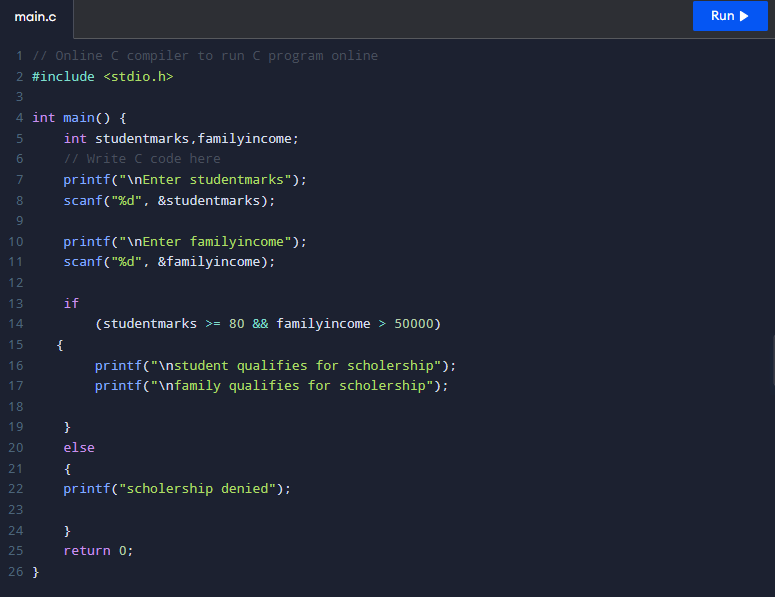 main.c
Run
1 // Online C compiler to run C program online
2 #include <stdio.h>
3
4 int main() {
5     int studentmarks,familyincome;
6     // Write C code here
7     printf("\nEnter studentmarks");
8     scanf("%d", &studentmarks);
9
10     printf("\nEnter familyincome");
11     scanf("%d", &familyincome);
12
13     if
14         (studentmarks >= 80 && familyincome > 50000)
15    {
16         printf("\nstudent qualifies for scholership");
17         printf("\nfamily qualifies for scholership");
18
19     }
20     else
21     {
22     printf("scholership denied");
23
24     }
25     return 0;
26 }